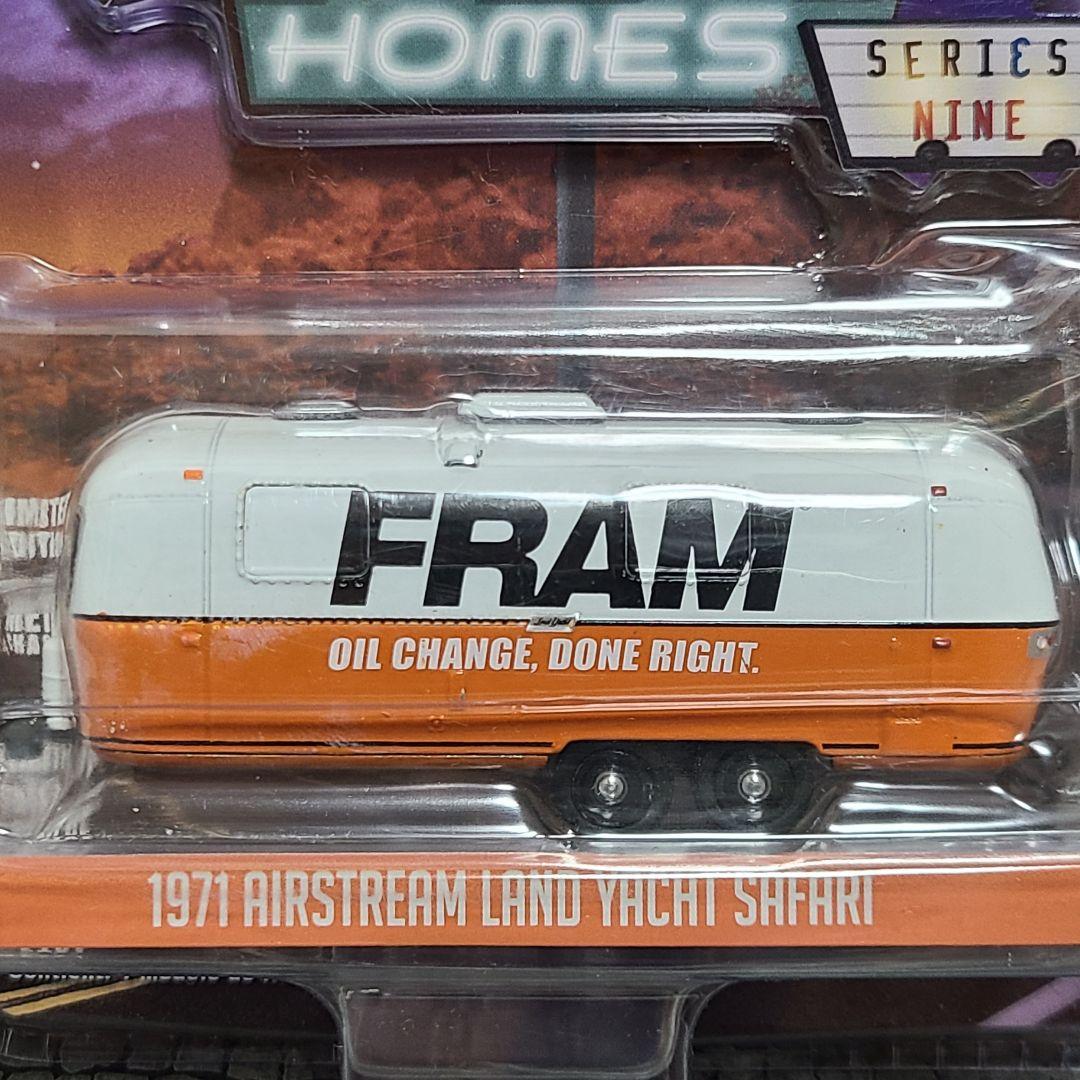 HOMES
SERIES
NINE
FRAM
OIL CHANGE, DONE RIGHT.
1971 AIRSTREAM LAND YACHT SAFARI